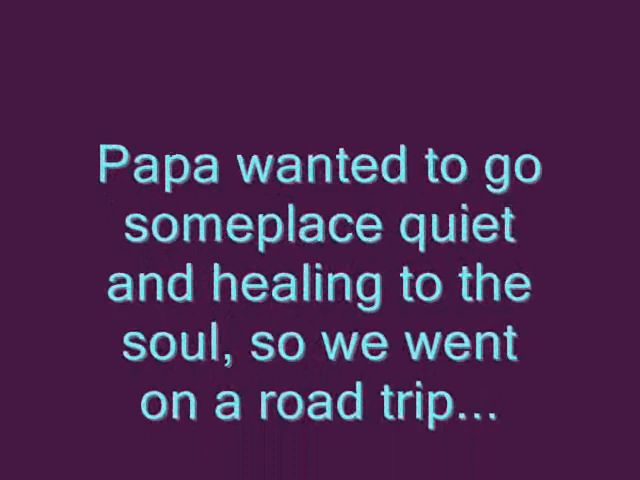 Papa wanted to go
someplace quiet
and healing to the
soul, so we went
on a road trip...